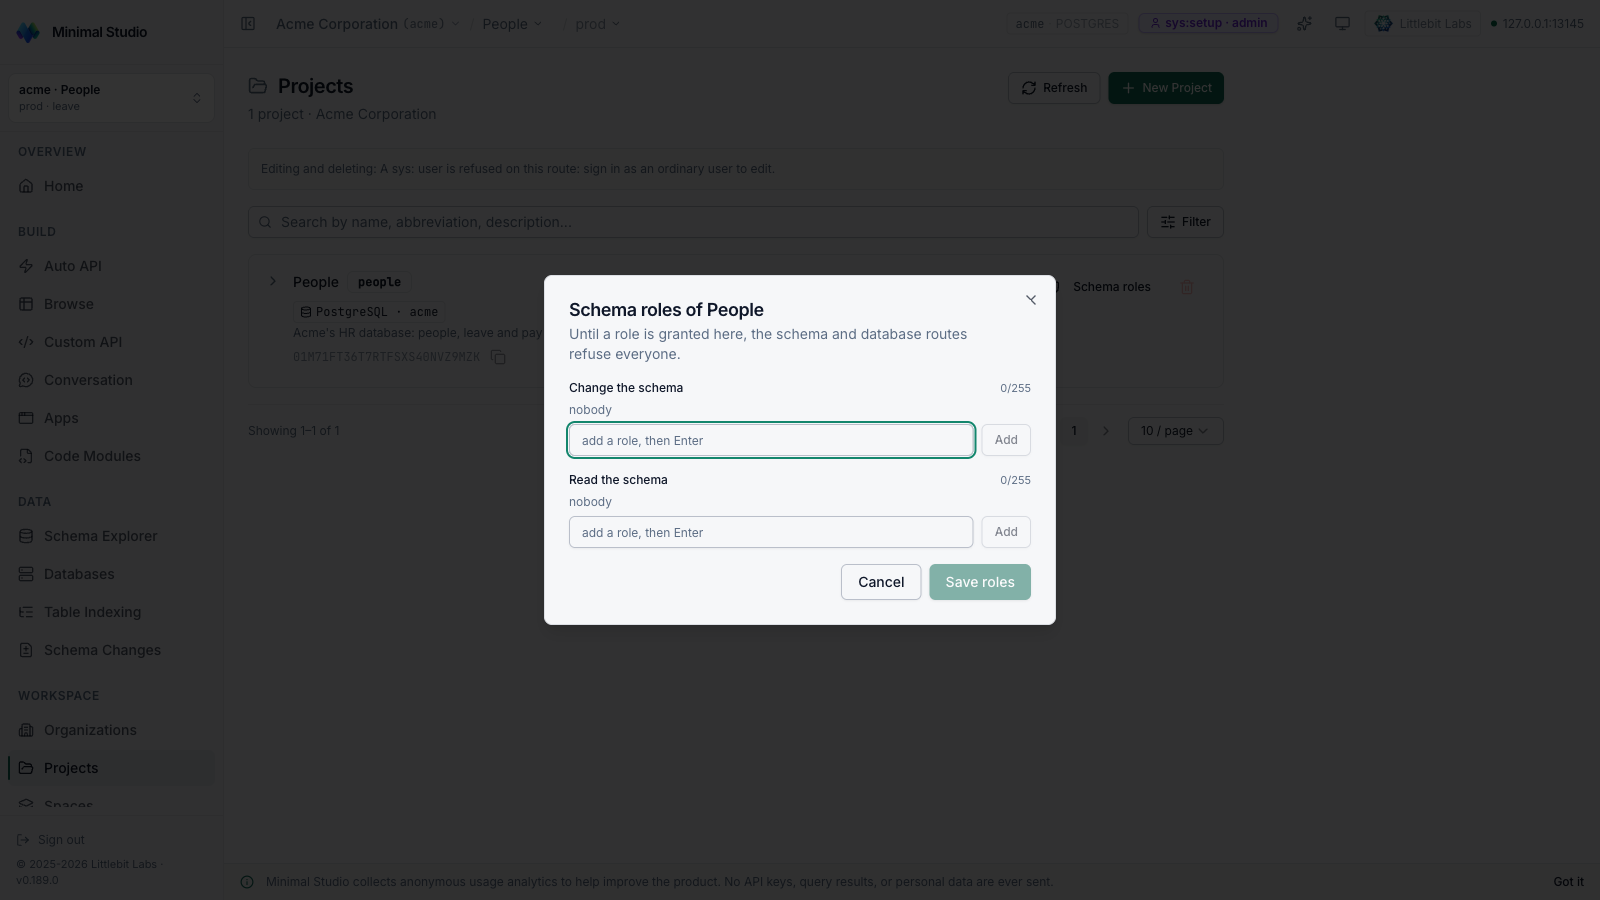 Minimal Studio
Acme Corporation (acme) / People / prod
acme POSTGRES
sys:setup · admin
Littlebit Labs
127.0.0.1:13145
acme · People
prod · leave
OVERVIEW
Home
BUILD
Auto API
Browse
Custom API
Conversation
Apps
Code Modules
DATA
Schema Explorer
Databases
Table Indexing
Schema Changes
WORKSPACE
Organizations
Projects
Spaces
Sign out
© 2025-2026 Littlebit Labs ·
v0.189.0
Projects
1 project · Acme Corporation
Refresh
New Project
Editing and deleting: A sys: user is refused on this route: sign in as an ordinary user to edit.
Search by name, abbreviation, description...
Filter
People people
PostgreSQL · acme
Acme's HR database: people, leave and pay
01M71FT36T7RTFSXS40NVZ9MZK
Schema roles
Showing 1–1 of 1
1
10 / page
Schema roles of People
Until a role is granted here, the schema and database routes
refuse everyone.
Change the schema 0/255
nobody
add a role, then Enter Add
Read the schema 0/255
nobody
add a role, then Enter Add
Cancel Save roles
Minimal Studio collects anonymous usage analytics to help improve the product. No API keys, query results, or personal data are ever sent.
Got it